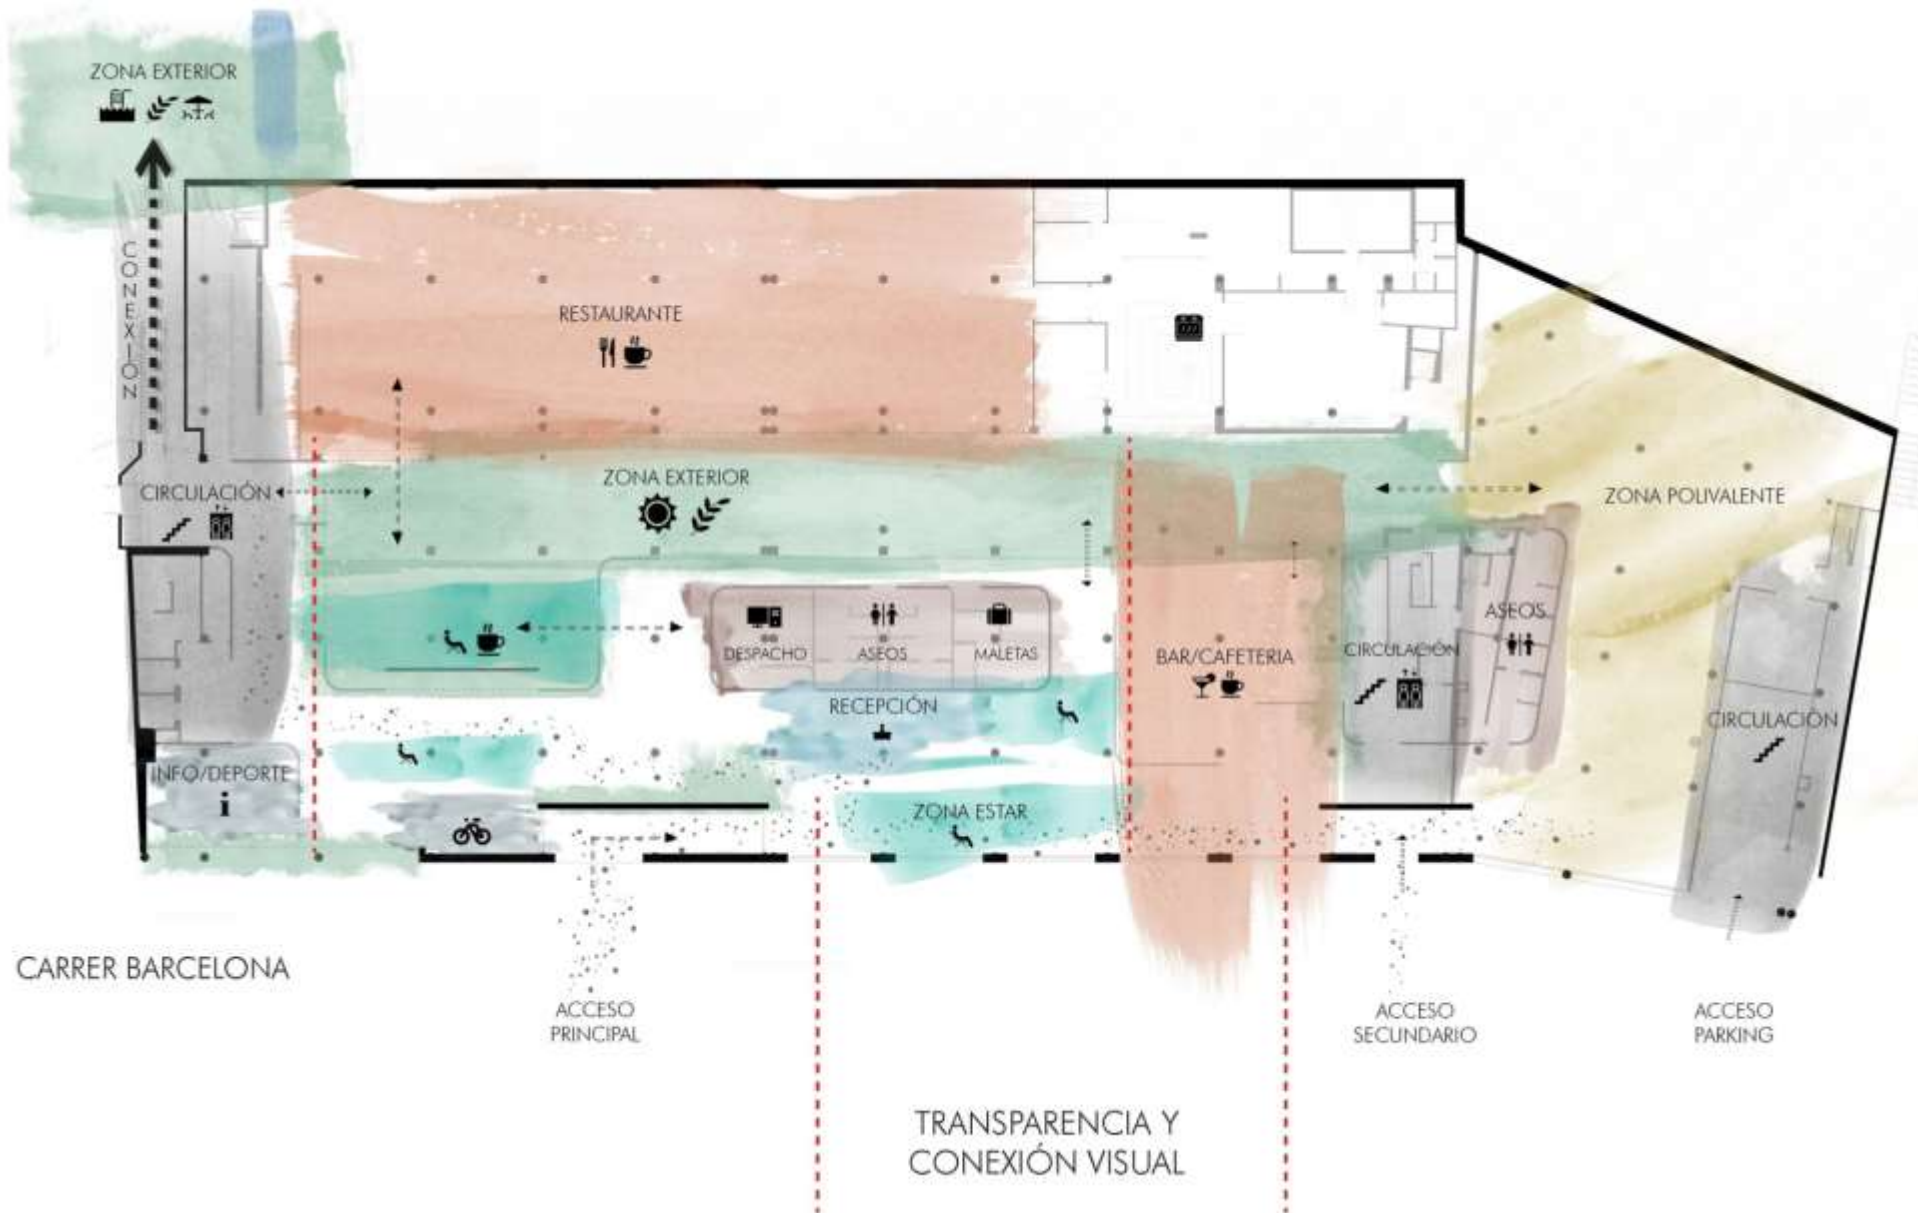 ZONA EXTERIOR
CONEXIÓN
RESTAURANTE
ZONA EXTERIOR
CIRCULACIÓN
ZONA POLIVALENTE
DESPACHO
ASEOS
MALETAS
BAR/CAFETERIA
CIRCULACIÓN
ASEOS
RECEPCIÓN
CIRCULACIÓN
INFO/DEPORTE
i
ZONA ESTAR
CARRER BARCELONA
ACCESO
PRINCIPAL
ACCESO
SECUNDARIO
ACCESO
PARKING
TRANSPARENCIA Y
CONEXIÓN VISUAL